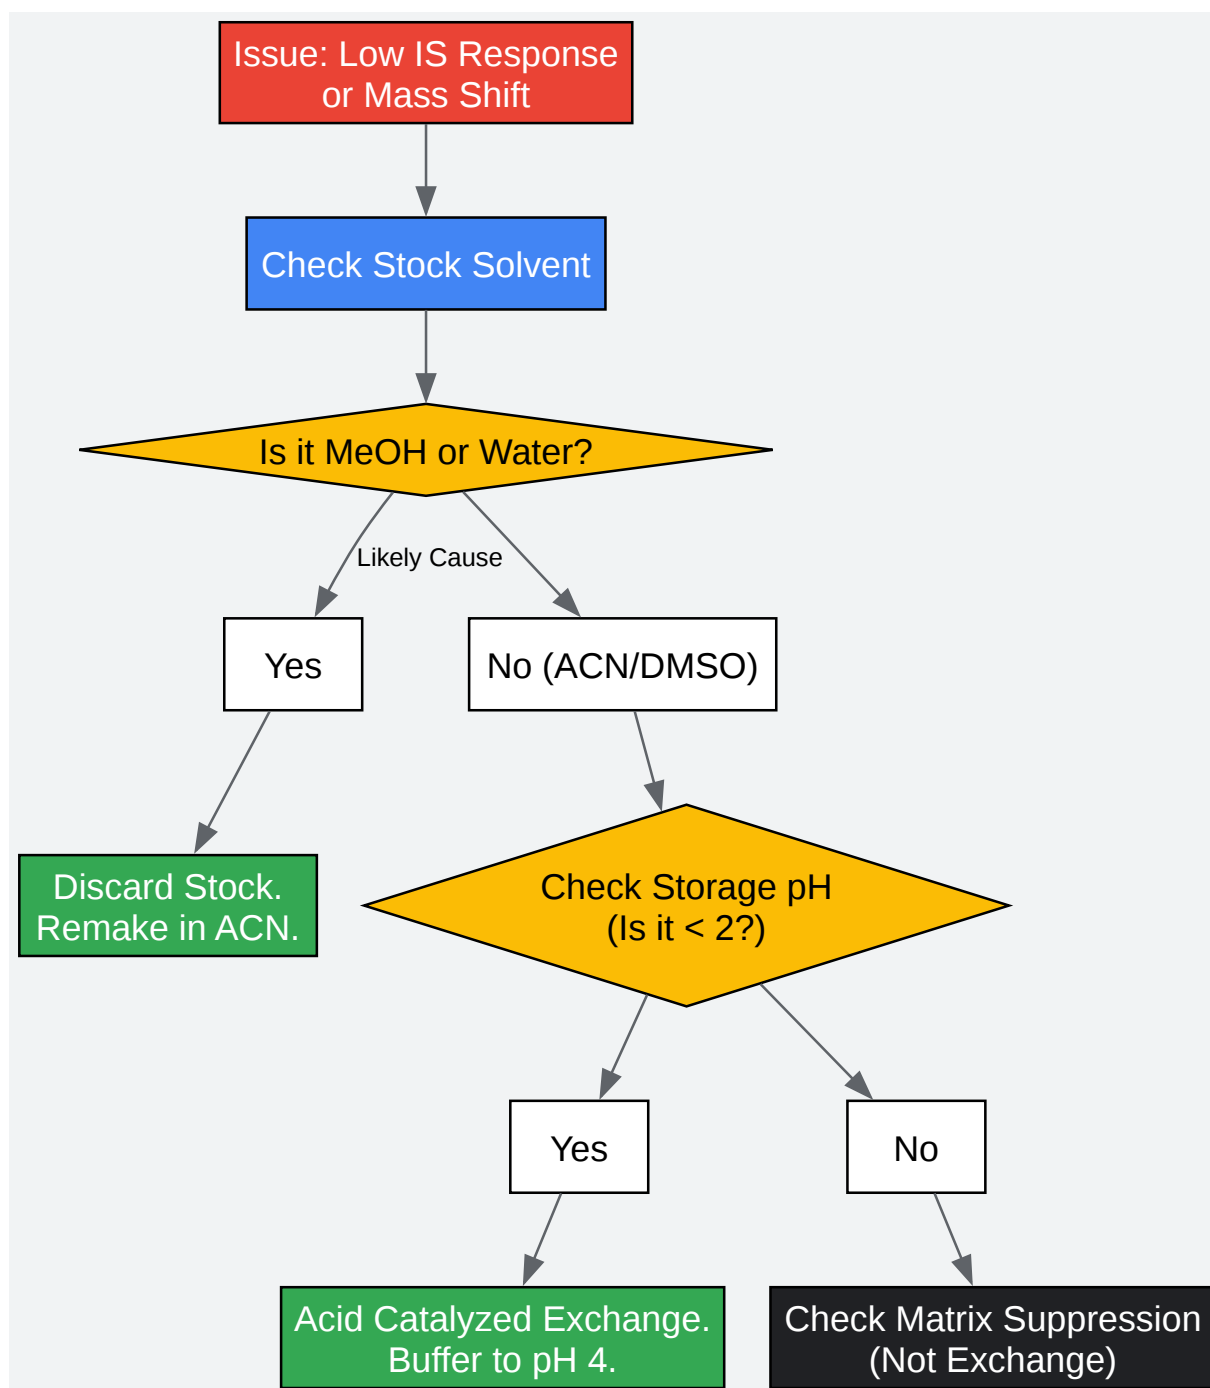 Issue: Low IS Response
or Mass Shift
Check Stock Solvent
Is it MeOH or Water?
Likely Cause
Yes
No (ACN/DMSO)
Discard Stock.
Remake in ACN.
Check Storage pH
(Is it < 2?)
Yes
No
Acid Catalyzed Exchange.
Buffer to pH 4.
Check Matrix Suppression
(Not Exchange)